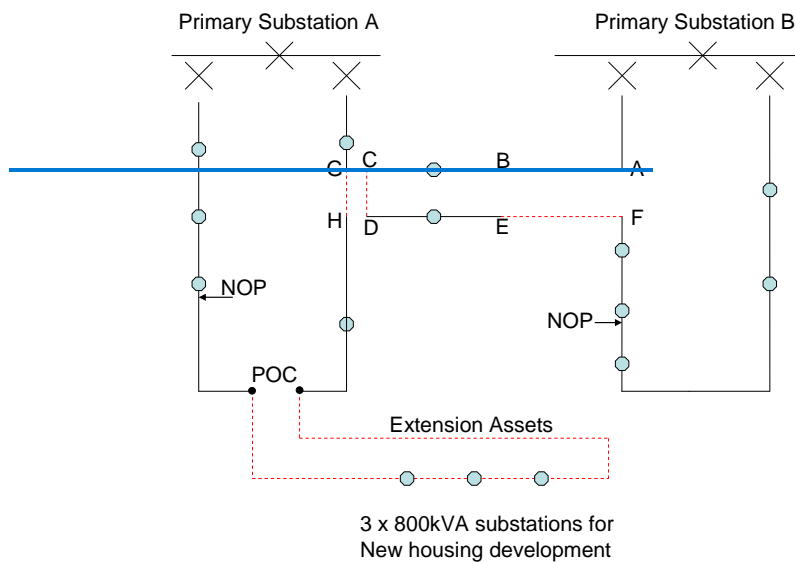 Primary Substation A
Primary Substation B
G
C
B
A
H
D
E
F
NOP
NOP
POC
Extension Assets
3 x 800kVA substations for
New housing development